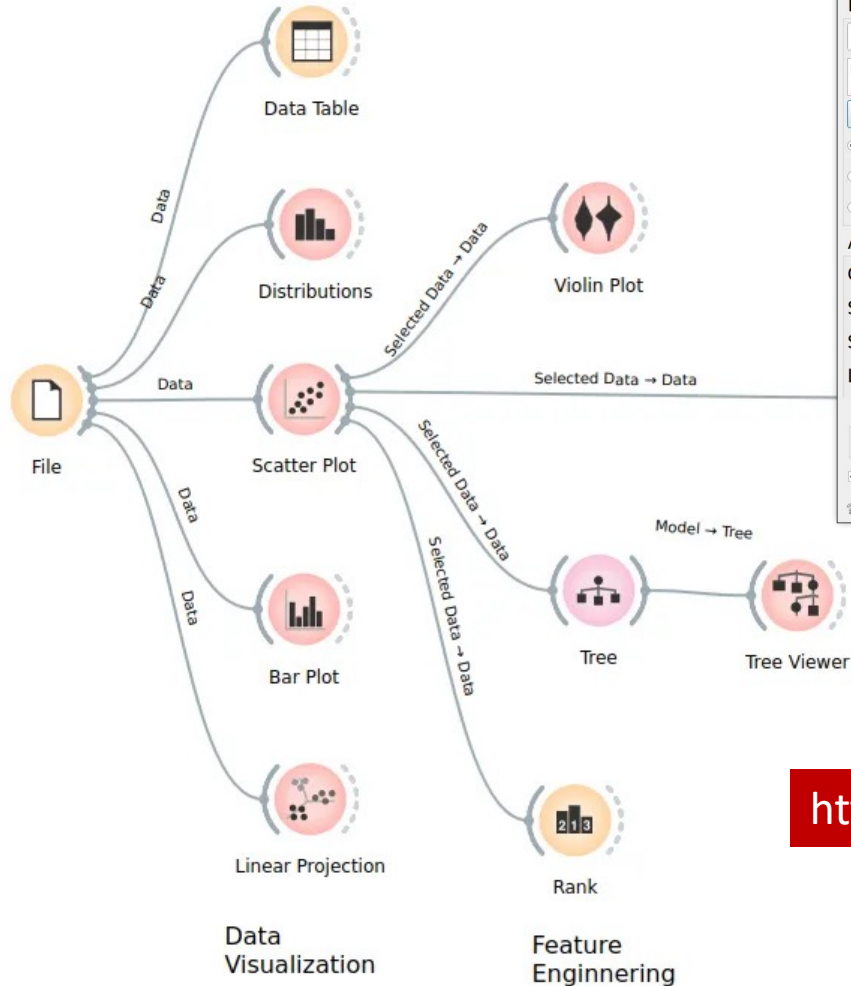 Data Table
Data
Distributions
Data
Selected Data → Data
Violin Plot
Data
Selected Data → Data
File
Scatter Plot
Selected Data → Data
Data
Selected Data → Data
Model → Tree
Data
Bar Plot
Tree
Tree Viewer
Linear Projection
213
Rank
Data
Visualization
Feature
Enginnering